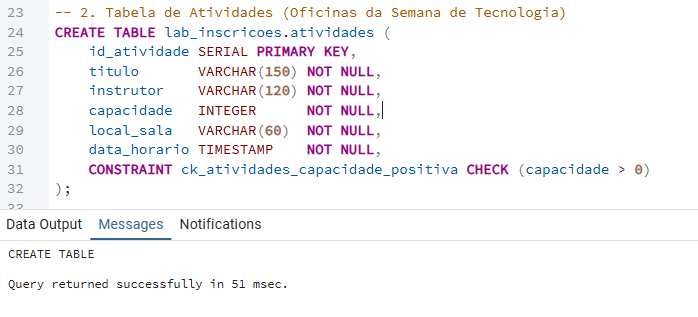 23 -- 2. Tabela de Atividades (Oficinas da Semana de Tecnologia)
24 CREATE TABLE lab_inscricoes.atividades (
25     id_atividade SERIAL PRIMARY KEY,
26     titulo       VARCHAR(150) NOT NULL,
27     instrutor    VARCHAR(120) NOT NULL,
28     capacidade   INTEGER      NOT NULL,
29     local_sala   VARCHAR(60)  NOT NULL,
30     data_horario TIMESTAMP    NOT NULL,
31     CONSTRAINT ck_atividades_capacidade_positiva CHECK (capacidade > 0)
32 );
33
Data Output Messages Notifications
CREATE TABLE
Query returned successfully in 51 msec.